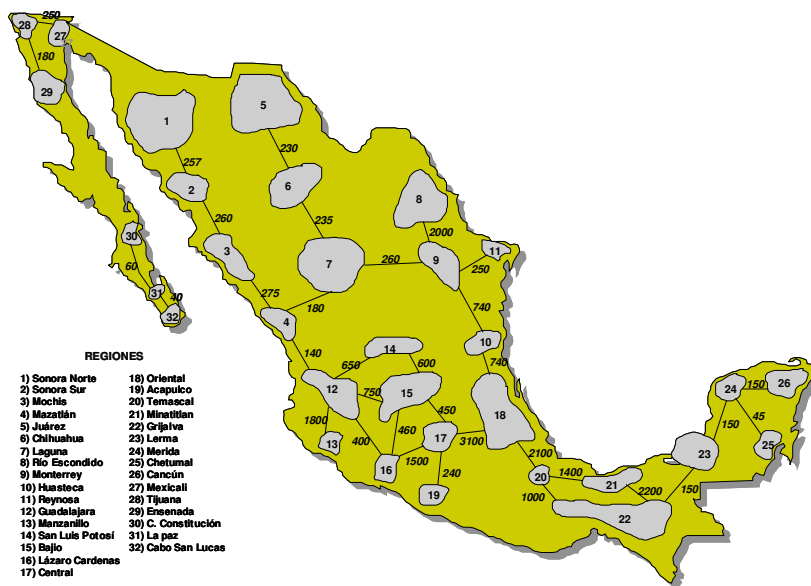 250
28
27
180
29
5
1
230
257
6
2
8
260
235
2000
30
3
11
7
260
9
250
60
275
31
40
180
740
32
4
10
14
140
650
600
740
24
150
26
12
750
15
1800
450
18
150
45
460
400
17
3100
25
13
23
1500
2100
16
240
20
1400
21
19
1000
2200
150
22
REGIONES
1) Sonora Norte
2) Sonora Sur
3) Mochis
4) Mazatlán
5) Juárez
6) Chihuahua
7) Laguna
8) Río Escondido
9) Monterrey
10) Huasteca
11) Reynosa
12) Guadalajara
13) Manzanillo
14) San Luis Potosí
15) Bajio
16) Lázaro Cardenas
17) Central
18) Oriental
19) Acapulco
20) Temascal
21) Minatitlan
22) Grijalva
23) Lerma
24) Merida
25) Chetumal
26) Cancún
27) Mexicali
28) Tijuana
29) Ensenada
30) C. Constitución
31) La paz
32) Cabo San Lucas